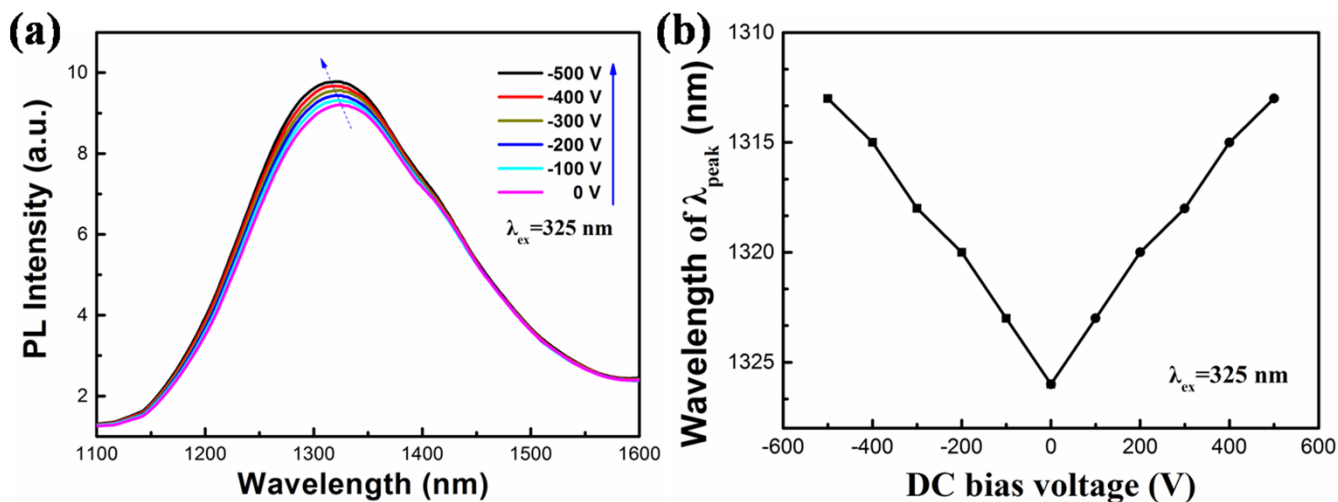 (a)
PL Intensity (a.u.)
10
8
6
4
2
-500 V
-400 V
-300 V
-200 V
-100 V
0 V
λex=325 nm
1100 1200 1300 1400 1500 1600
Wavelength (nm)
(b)
Wavelength of λpeak (nm)
1310
1315
1320
1325
λex=325 nm
-600 -400 -200 0 200 400 600
DC bias voltage (V)